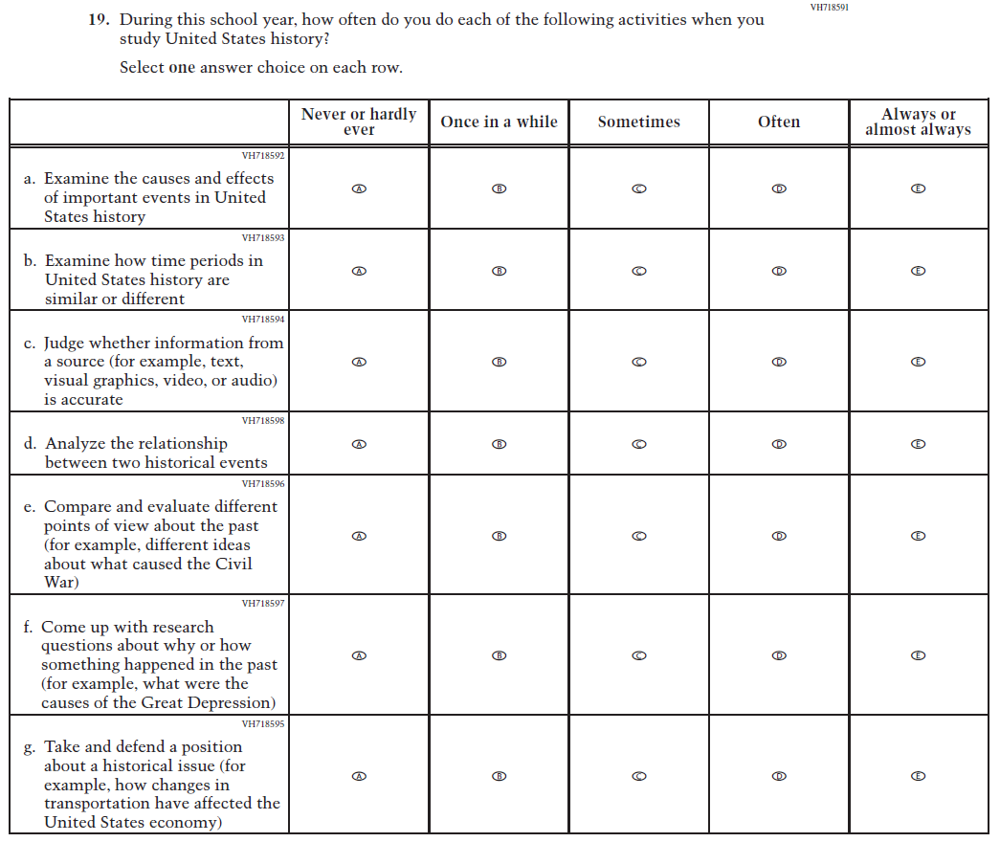 VH718591
19. During this school year, how often do you do each of the following activities when you
study United States history?
Select one answer choice on each row.
Never or hardly
ever
Once in a while
Sometimes
Often
Always or
almost always
VH718592
a. Examine the causes and effects
of important events in United
States history
A B C D E
VH718593
b. Examine how time periods in
United States history are
similar or different
A B C D E
VH718594
c. Judge whether information from
a source (for example, text,
visual graphics, video, or audio)
is accurate
A B C D E
VH718598
d. Analyze the relationship
between two historical events
A B C D E
VH718596
e. Compare and evaluate different
points of view about the past
(for example, different ideas
about what caused the Civil
War)
A B C D E
VH718597
f. Come up with research
questions about why or how
something happened in the past
(for example, what were the
causes of the Great Depression)
A B C D E
VH718595
g. Take and defend a position
about a historical issue (for
example, how changes in
transportation have affected the
United States economy)
A B C D E